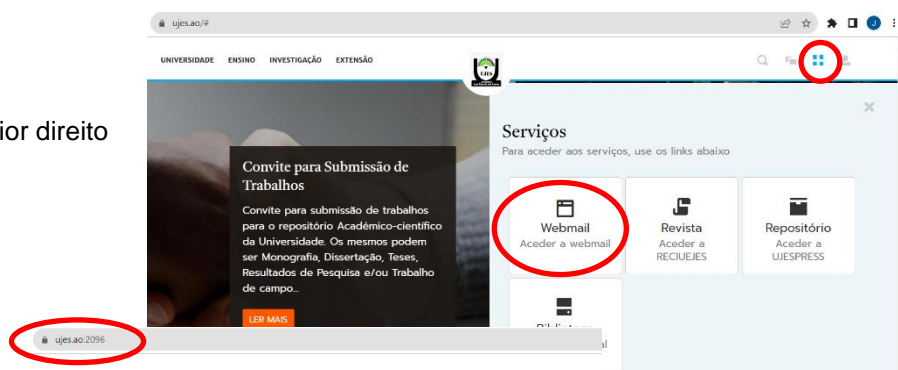 ujes.ao/#
UNIVERSIDADE ENSINO INVESTIGAÇÃO EXTENSÃO
UJES
ior direito
Serviços
Para aceder aos serviços, use os links abaixo
Convite para Submissão de
Trabalhos
Convite para submissão de trabalhos
para o repositório Académico-científico
da Universidade. Os mesmos podem
ser Monografia, Dissertação, Teses,
Resultados de Pesquisa e/ou Trabalho
de campo...
LER MAIS
Webmail
Aceder a webmail
Revista
Aceder a
RECIUEJES
Repositório
Aceder a
UJESPRESS
ujes.ao:2096